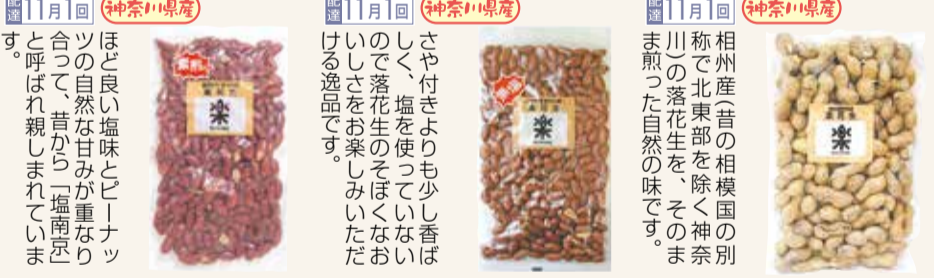 配達
11月1回
神奈川県産
相州産(昔の相模国の別
称で北東部を除く神奈
川)の落花生を、そのま
ま煎った自然の味です。
楽
配達
11月1回
神奈川県産
さや付きよりも少し香ば
しく、塩を使っていない
ので落花生のそぼくなお
いしさをお楽しみいただ
ける逸品です。
楽
配達
11月1回
神奈川県産
ほど良い塩味とピーナッ
ツの自然な甘みが重なり
合って、昔から「塩南京」
と呼ばれ親しまれていま
す。
楽